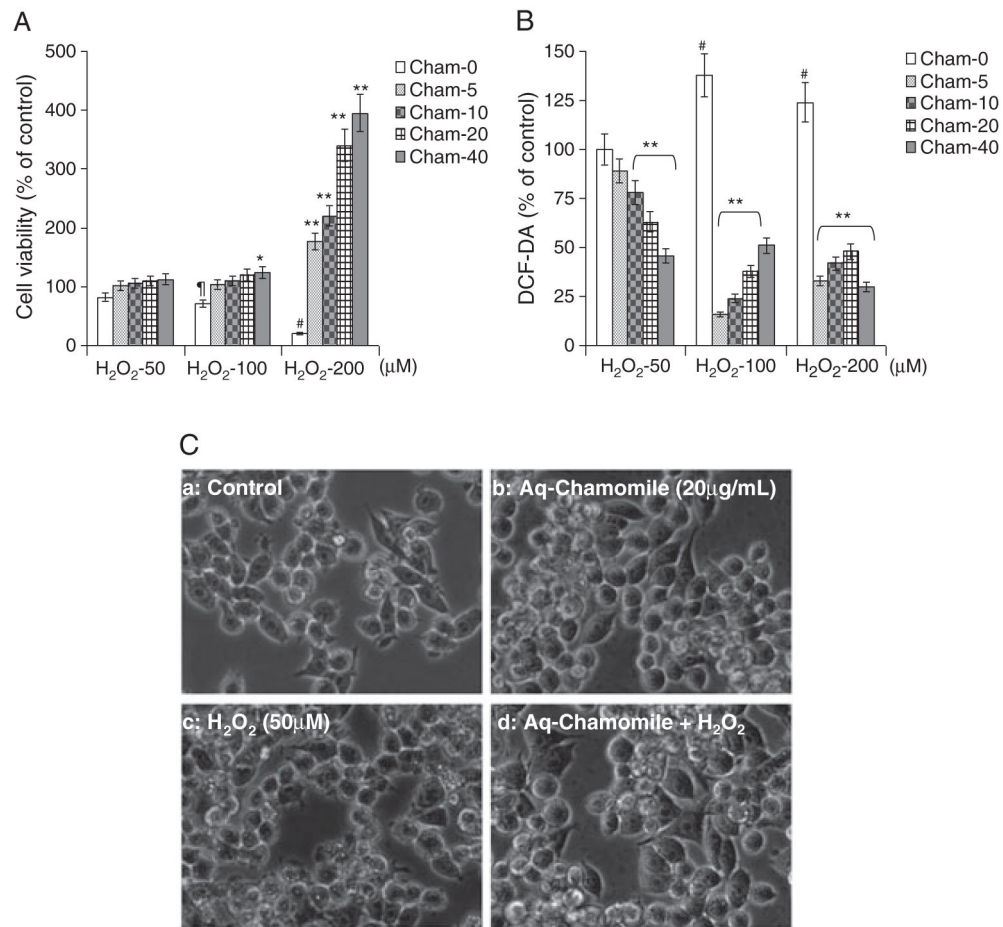 A
Cell viability (% of control)
500
400
300
200
100
0
Cham-0
Cham-5
Cham-10
Cham-20
Cham-40
¶
*
#
**
**
**
**
H₂O₂-50 H₂O₂-100 H₂O₂-200 (μM)
B
DCF-DA (% of control)
150
125
100
75
50
25
0
Cham-0
Cham-5
Cham-10
Cham-20
Cham-40
**
#
**
#
**
H₂O₂-50 H₂O₂-100 H₂O₂-200 (μM)
C
a: Control
b: Aq-Chamomile (20μg/mL)
c: H₂O₂ (50μM)
d: Aq-Chamomile + H₂O₂